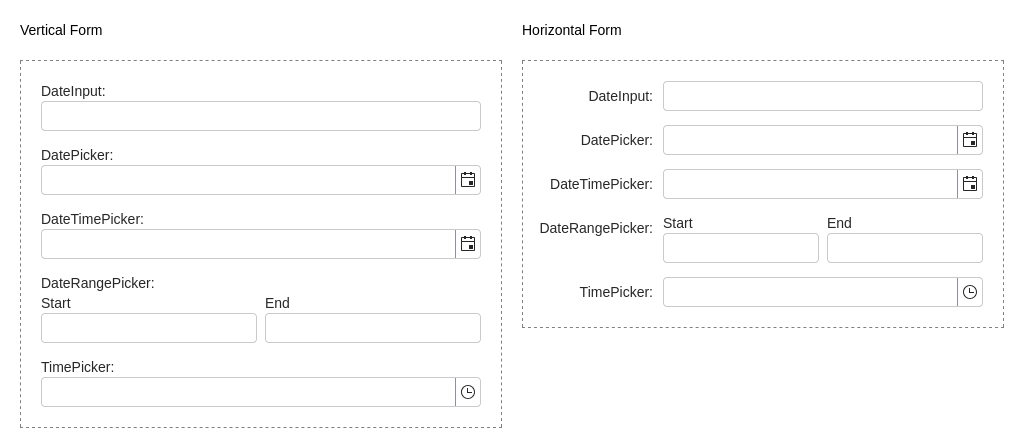 Vertical Form
DateInput:
DatePicker:
DateTimePicker:
DateRangePicker:
Start End
TimePicker:
Horizontal Form
DateInput:
DatePicker:
DateTimePicker:
DateRangePicker: Start End
TimePicker: